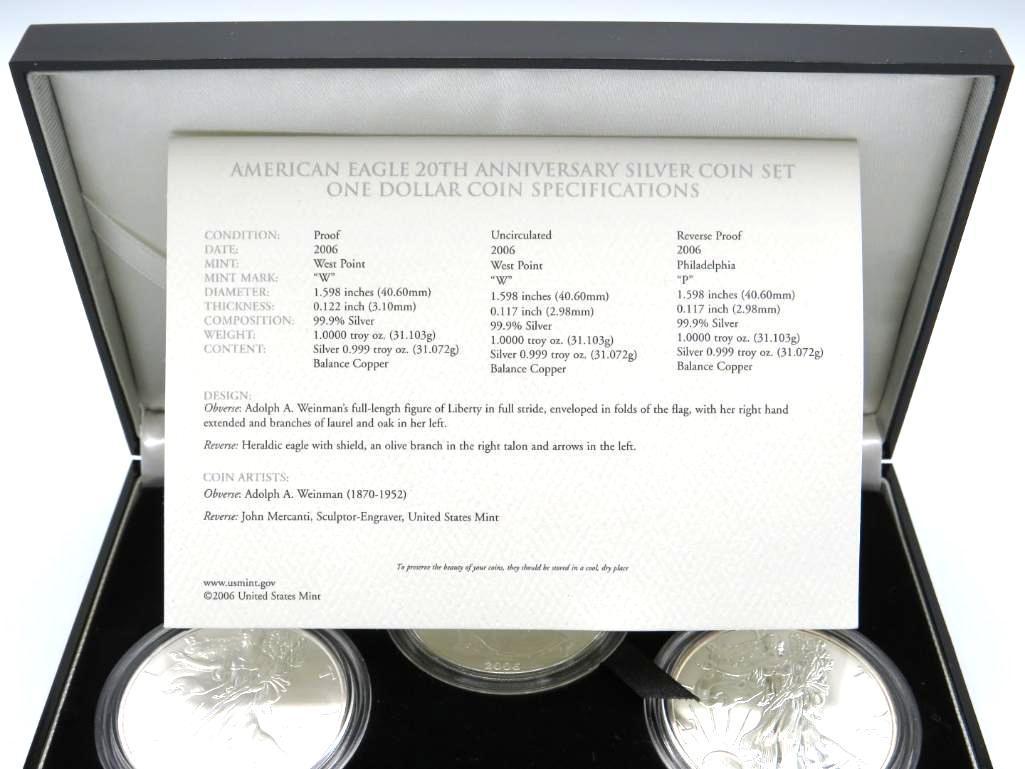 AMERICAN EAGLE 20TH ANNIVERSARY SILVER COIN SET
ONE DOLLAR COIN SPECIFICATIONS
CONDITION: Proof Uncirculated Reverse Proof
DATE: 2006 2006 2006
MINT: West Point West Point Philadelphia
MINT MARK: "W" "W" "P"
DIAMETER: 1.598 inches (40.60mm) 1.598 inches (40.60mm) 1.598 inches (40.60mm)
THICKNESS: 0.122 inch (3.10mm) 0.117 inch (2.98mm) 0.117 inch (2.98mm)
COMPOSITION: 99.9% Silver 99.9% Silver 99.9% Silver
WEIGHT: 1.0000 troy oz. (31.103g) 1.0000 troy oz. (31.103g) 1.0000 troy oz. (31.103g)
CONTENT: Silver 0.999 troy oz. (31.072g) Silver 0.999 troy oz. (31.072g) Silver 0.999 troy oz. (31.072g)
Balance Copper Balance Copper Balance Copper
DESIGN:
Obverse: Adolph A. Weinman's full-length figure of Liberty in full stride, enveloped in folds of the flag, with her right hand
extended and branches of laurel and oak in her left.
Reverse: Heraldic eagle with shield, an olive branch in the right talon and arrows in the left.
COIN ARTISTS:
Obverse: Adolph A. Weinman (1870-1952)
Reverse: John Mercanti, Sculptor-Engraver, United States Mint
To preserve the beauty of your coins, they should be stored in a cool, dry place
www.usmint.gov
©2006 United States Mint
2006